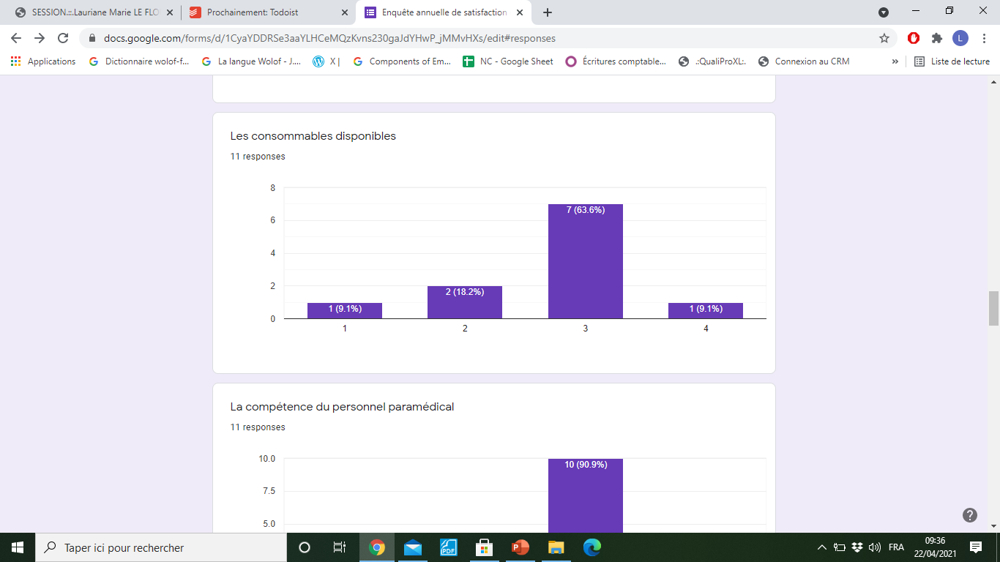 SESSION.::.Lauriane Marie LE FLO
Prochainement: Todoist
Enquête annuelle de satisfaction
docs.google.com/forms/d/1CyaYDDRSe3aaYLHCeMQzKvns230gaJdYHwP_jMMvHXs/edit#responses
L
Applications
Dictionnaire wolof-f...
La langue Wolof - J....
X |
Components of Em...
NC - Google Sheet
Écritures comptable...
.:QualiProXL:.
Connexion au CRM
»
Liste de lecture
Les consommables disponibles
11 responses
8
6
4
2
0
1 (9.1%)
2 (18.2%)
7 (63.6%)
1 (9.1%)
1
2
3
4
La compétence du personnel paramédical
11 responses
10.0
7.5
5.0
10 (90.9%)
?
Taper ici pour rechercher
PDF
P
FRA
09:36
22/04/2021